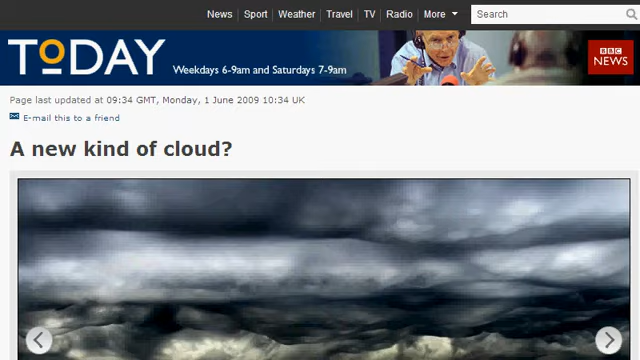 News Sport Weather Travel TV Radio More Search
TODAY
Weekdays 6-9am and Saturdays 7-9am
BBC
NEWS
Page last updated at 09:34 GMT, Monday, 1 June 2009 10:34 UK
E-mail this to a friend
A new kind of cloud?